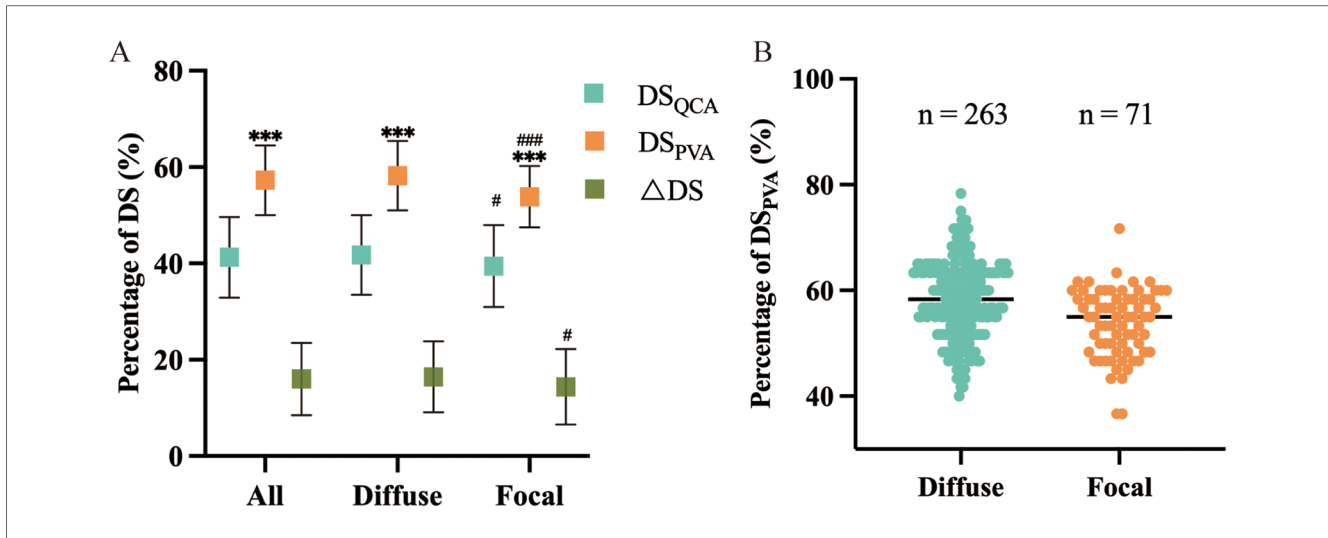 A
Percentage of DS (%)
80
60
40
20
0
***
***
###
***
#
#
All
Diffuse
Focal
DSQCA
DSPVA
△DS
B
Percentage of DSPVA (%)
100
80
60
40
n = 263
n = 71
Diffuse
Focal